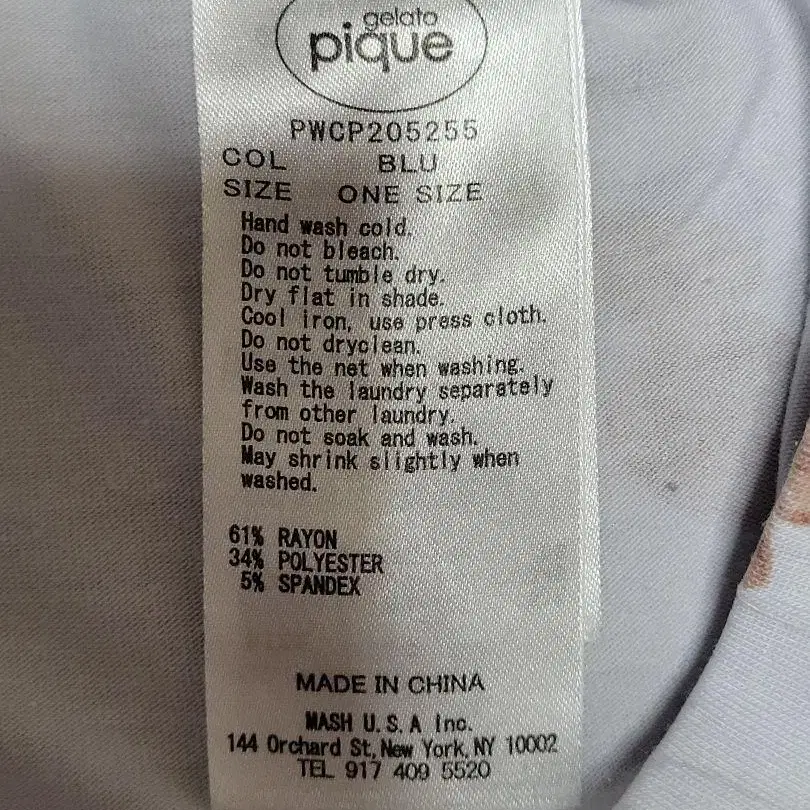 gelato
pique
PWCP205255
COL BLU
SIZE ONE SIZE
Hand wash cold.
Do not bleach.
Do not tumble dry.
Dry flat in shade.
Cool iron, use press cloth.
Do not dryclean.
Use the net when washing.
Wash the laundry separately
from other laundry.
Do not soak and wash.
May shrink slightly when
washed.
61% RAYON
34% POLYESTER
5% SPANDEX
MADE IN CHINA
MASH U.S.A Inc.
144 Orchard St, New York, NY 10002
TEL 917 409 5520